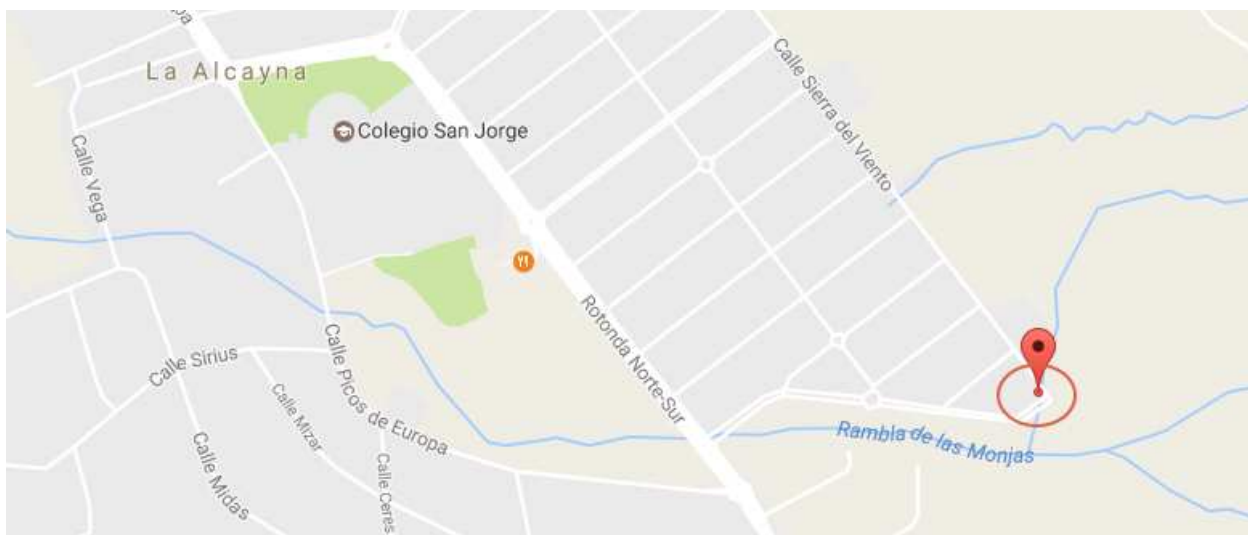 La Alcayna
Colegio San Jorge
Calle Sierra del Viento
Calle Vega
Rotonda Norte-Sur
Calle Sirius
Calle Picos de Europa
Calle Mizar
Rambla de las Monjas
Calle Midas
Calle Ceres